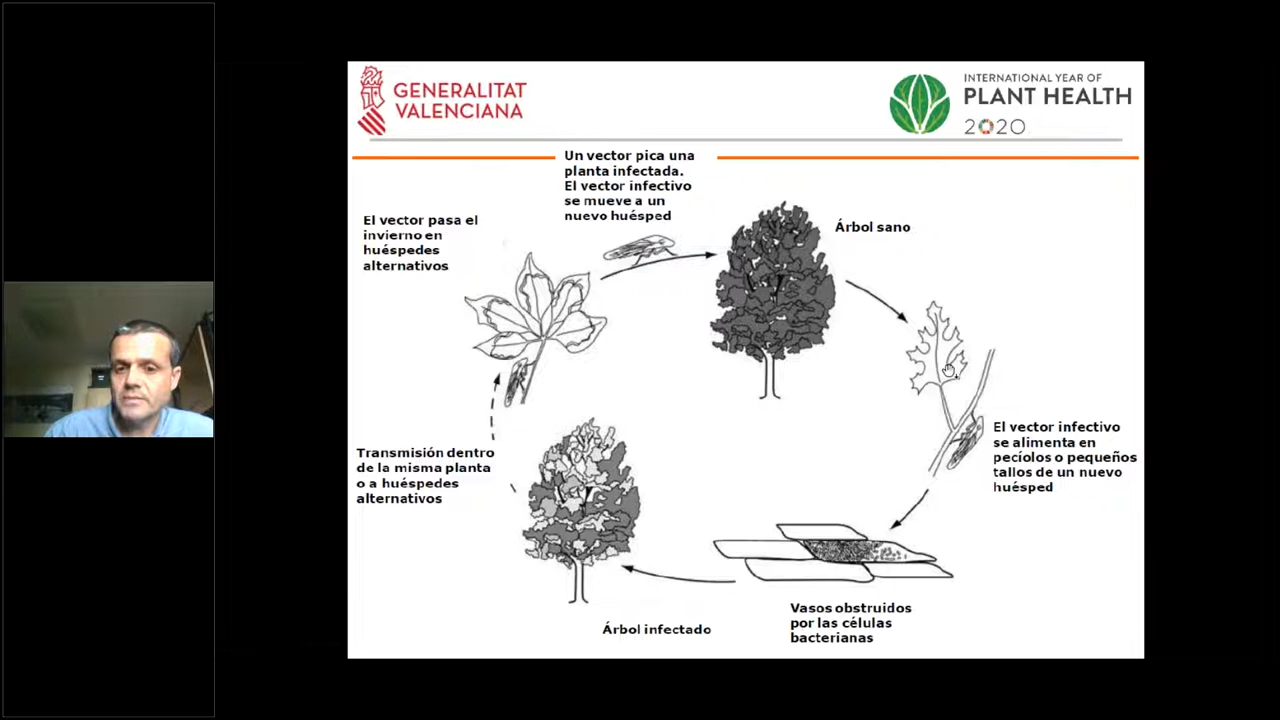 GENERALITAT
VALENCIANA
INTERNATIONAL YEAR OF
PLANT HEALTH
2020
Un vector pica una
planta infectada.
El vector infectivo
se mueve a un
nuevo huésped
El vector pasa el
invierno en
huéspedes
alternativos
Árbol sano
El vector infectivo
se alimenta en
pecíolos o pequeños
tallos de un nuevo
huésped
Transmisión dentro
de la misma planta
o a huéspedes
alternativos
Vasos obstruidos
por las células
bacterianas
Árbol infectado